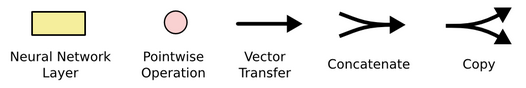 Neural Network
Layer
Pointwise
Operation
Vector
Transfer
Concatenate
Copy